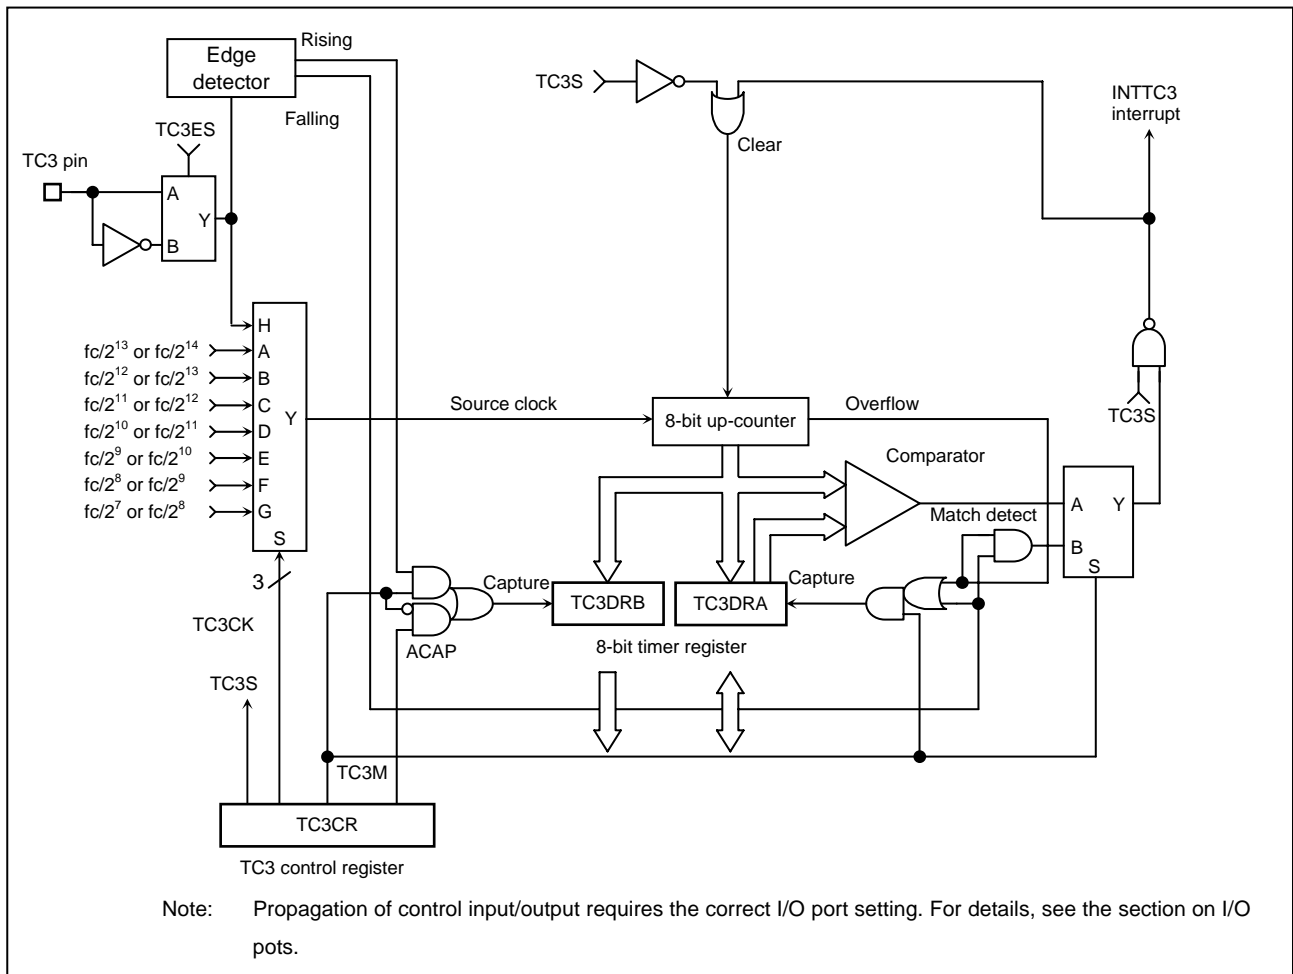 Rising
Edge
detector
Falling
TC3S
INTTC3
interrupt
Clear
TC3ES
TC3 pin
A
Y
B
H
fc/2^13 or fc/2^14
A
fc/2^12 or fc/2^13
B
fc/2^11 or fc/2^12
C
fc/2^10 or fc/2^11
D
fc/2^9 or fc/2^10
E
fc/2^8 or fc/2^9
F
fc/2^7 or fc/2^8
G
Y
S
3
Source clock
8-bit up-counter
Overflow
TC3S
Comparator
Match detect
A
Y
B
S
Capture
TC3DRB
TC3DRA
Capture
TC3CK
ACAP
8-bit timer register
TC3S
TC3M
TC3CR
TC3 control register
Note: Propagation of control input/output requires the correct I/O port setting. For details, see the section on I/O
pots.